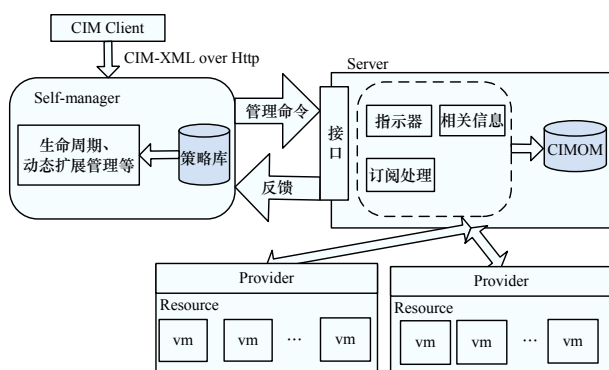 CIM Client
CIM-XML over Http
Self-manager
生命周期、
动态扩展管理等
策略库
管理命令
反馈
Server
接
口
指示器
相关信息
订阅处理
CIMOM
Provider
Resource
vm
vm
…
vm
Provider
Resource
vm
vm
…
vm